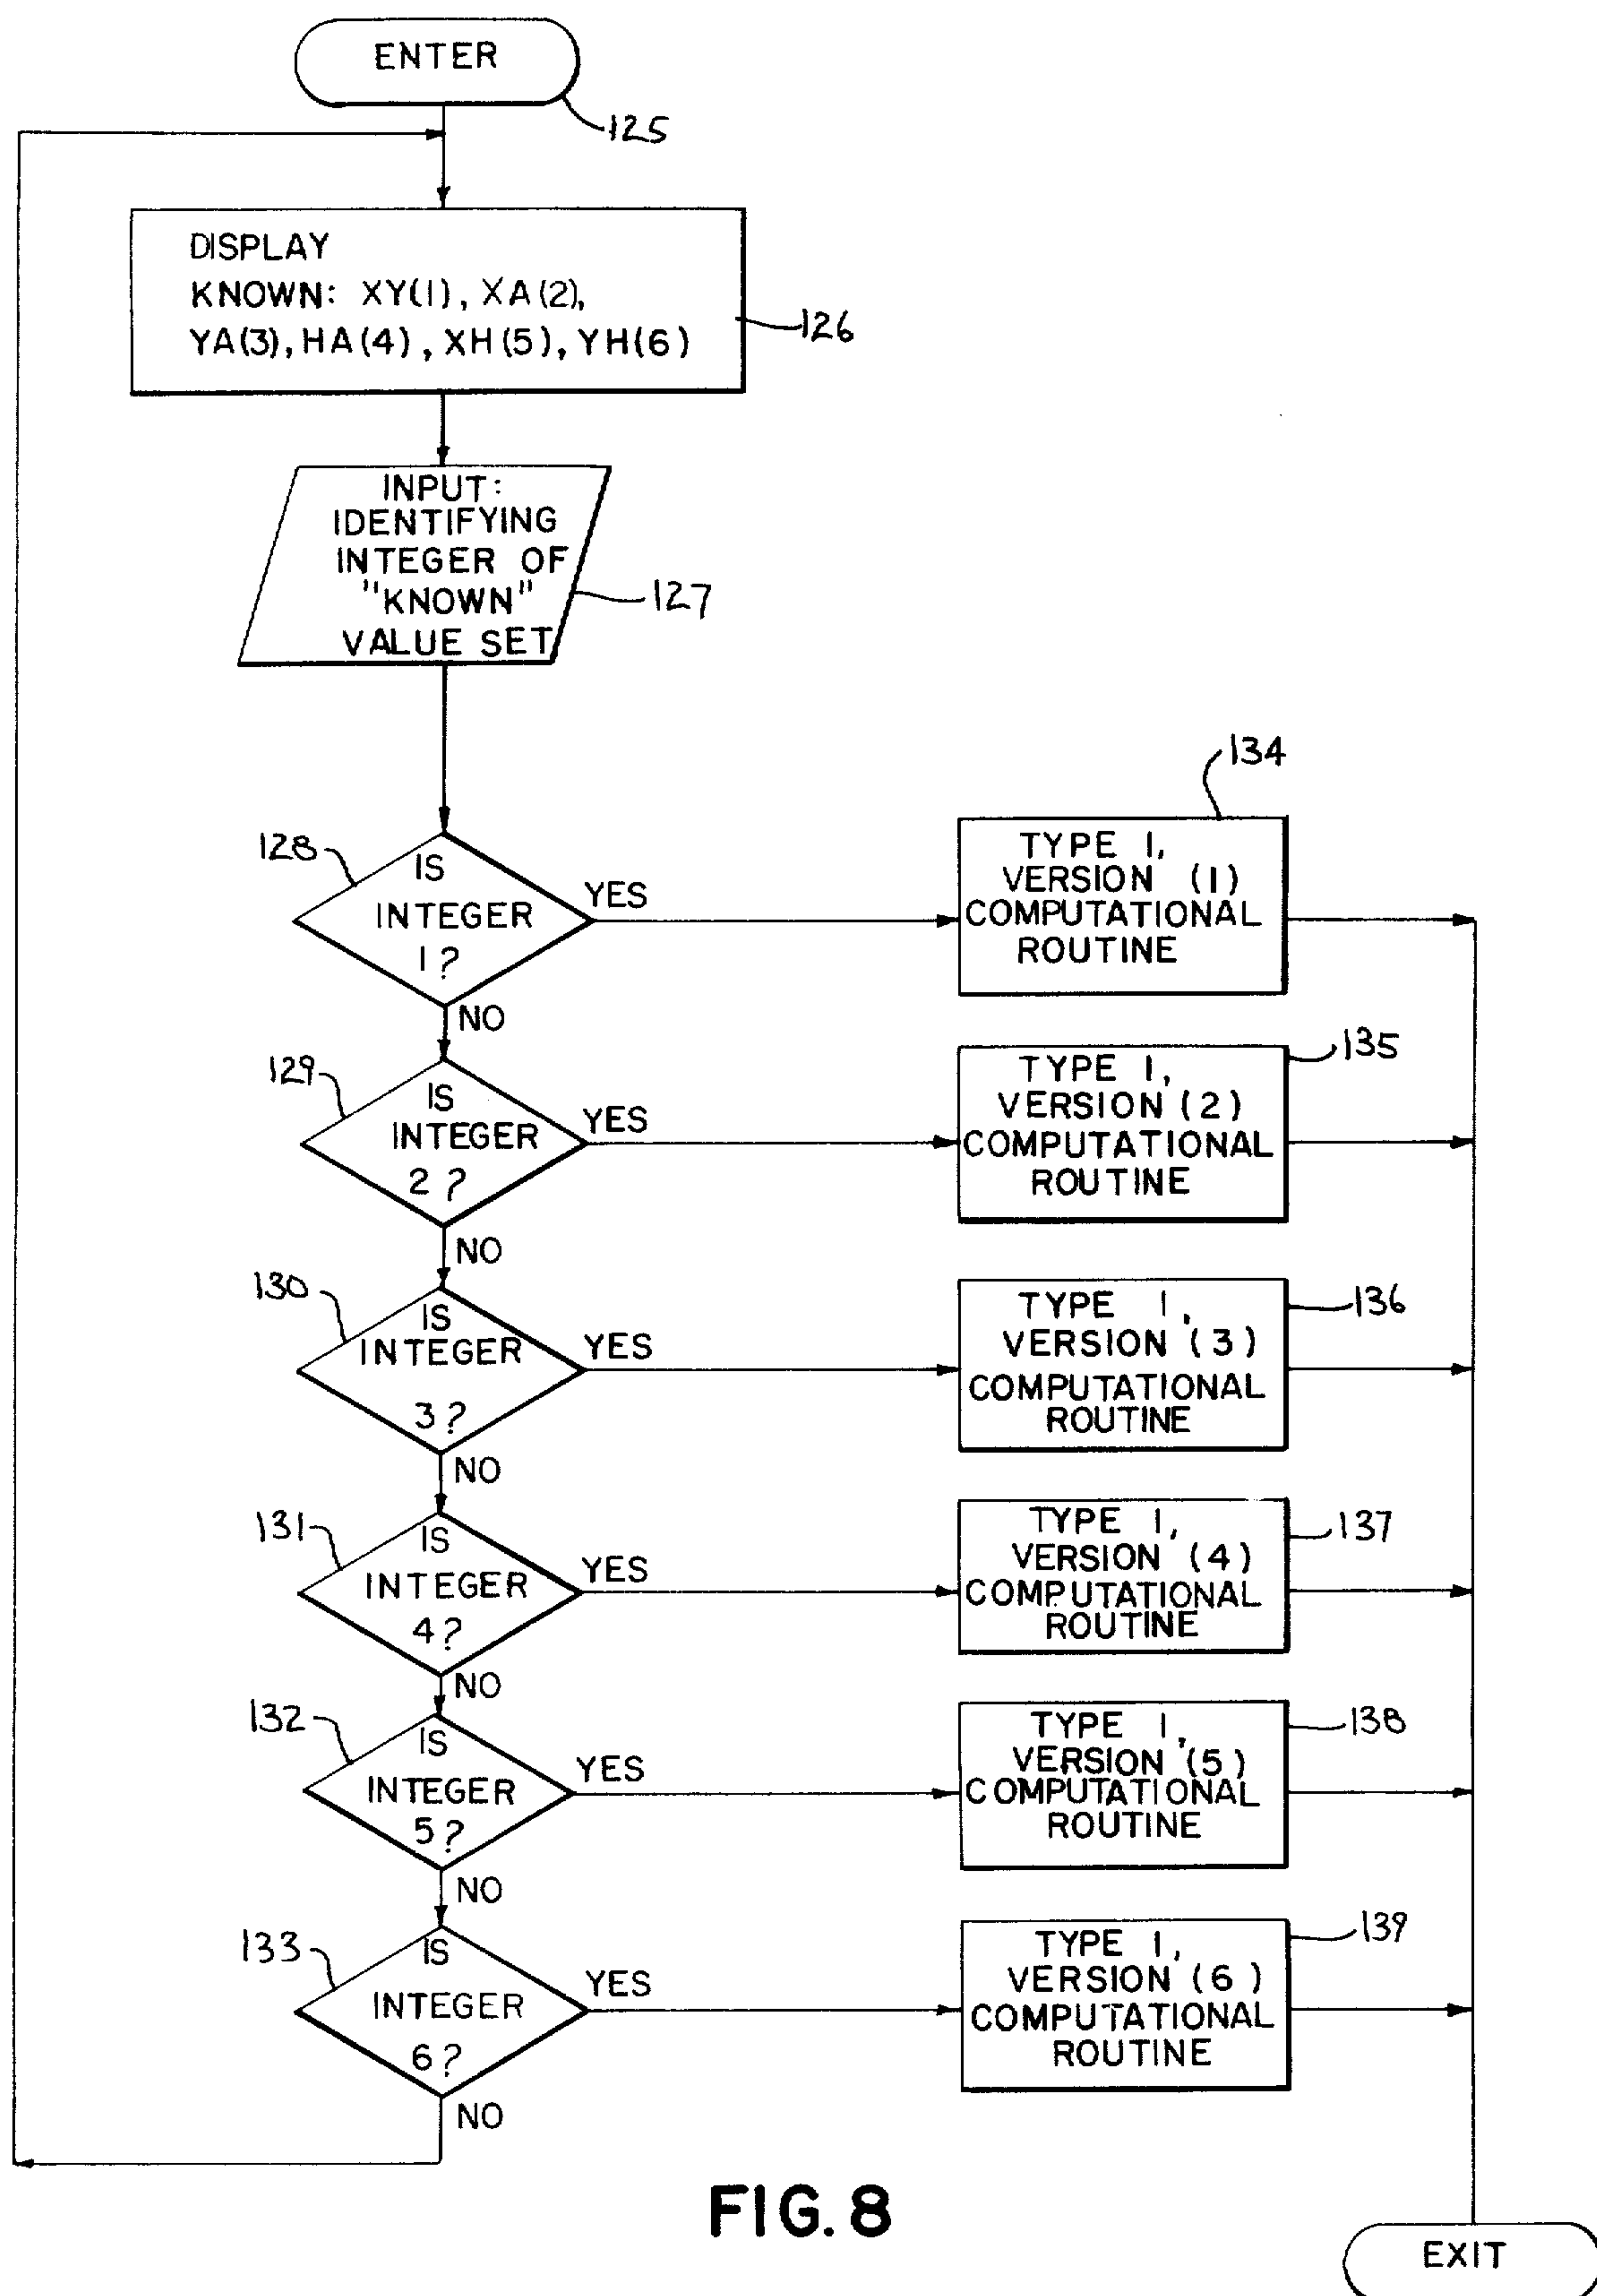 ENTER
125
DISPLAY
KNOWN: XY(1), XA(2),
YA(3), HA(4), XH(5), YH(6)
126
INPUT:
IDENTIFYING
INTEGER OF
"KNOWN"
VALUE SET
127
128
IS
INTEGER
1?
YES
NO
134
TYPE 1,
VERSION (1)
COMPUTATIONAL
ROUTINE
129
IS
INTEGER
2?
YES
NO
135
TYPE 1,
VERSION (2)
COMPUTATIONAL
ROUTINE
130
IS
INTEGER
3?
YES
NO
136
TYPE 1,
VERSION (3)
COMPUTATIONAL
ROUTINE
131
IS
INTEGER
4?
YES
NO
137
TYPE 1,
VERSION (4)
COMPUTATIONAL
ROUTINE
132
IS
INTEGER
5?
YES
NO
138
TYPE 1,
VERSION (5)
COMPUTATIONAL
ROUTINE
133
IS
INTEGER
6?
YES
NO
139
TYPE 1,
VERSION (6)
COMPUTATIONAL
ROUTINE
FIG. 8
EXIT